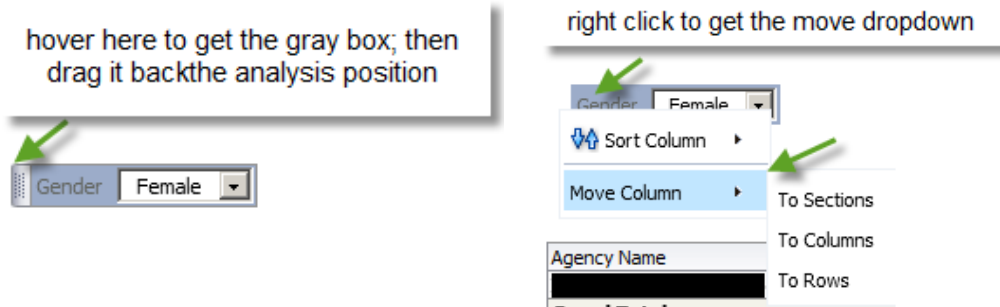 hover here to get the gray box; then
drag it backthe analysis position
Gender Female
right click to get the move dropdown
Gender Female
Sort Column
Move Column
To Sections
To Columns
To Rows
Agency Name